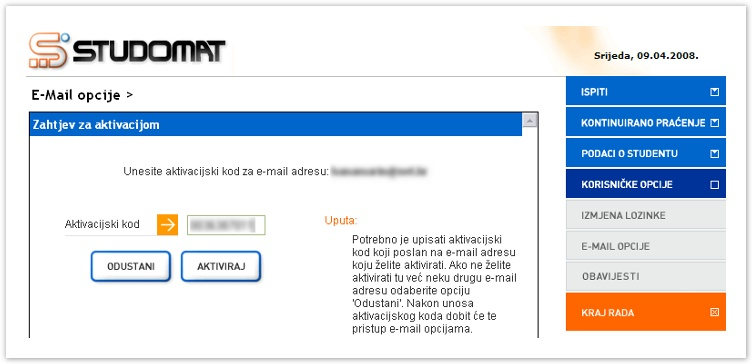 STUDOMAT
Srijeda, 09.04.2008.
E-Mail opcije >
Zahtjev za aktivacijom
Unesite aktivacijski kod za e-mail adresu:
Aktivacijski kod
ODUSTANI
AKTIVIRAJ
Uputa:
Potrebno je upisati aktivacijski
kod koji poslan na e-mail adresu
koju želite aktivirati. Ako ne želite
aktivirati tu već neku drugu e-mail
adresu odaberite opciju
'Odustani'. Nakon unosa
aktivacijskog koda dobit će te
pristup e-mail opcijama.
ISPITI
KONTINUIRANO PRAĆENJE
PODACI O STUDENTU
KORISNIČKE OPCIJE
IZMJENA LOZINKE
E-MAIL OPCIJE
OBAVIJESTI
KRAJ RADA